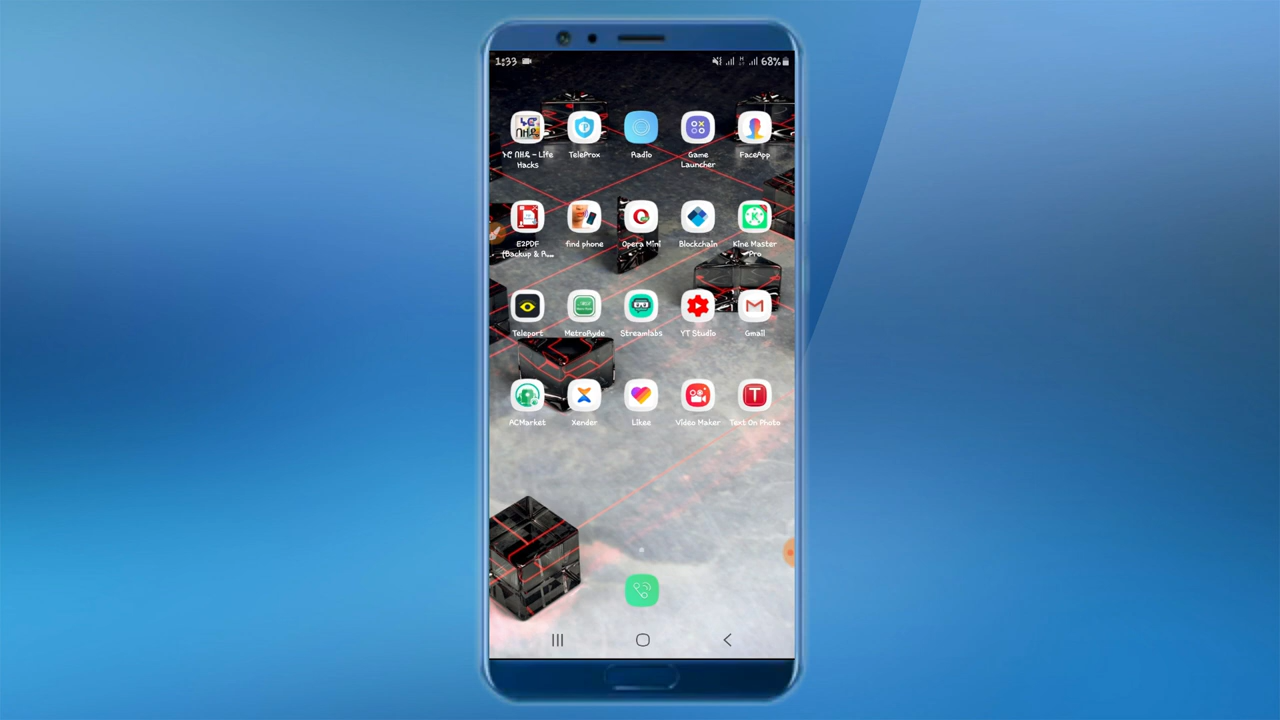 1:33
68%
ነፃ በዘዴ - Life Hacks
TeleProx
Radio
Game Launcher
FaceApp
E2PDF (Backup & R...
find phone
Opera Mini
Blockchain
Kine Master Pro
Teleport
MetroRyde
Streamlabs
YT Studio
Gmail
ACMarket
Xender
Likee
Video Maker
Text On Photo